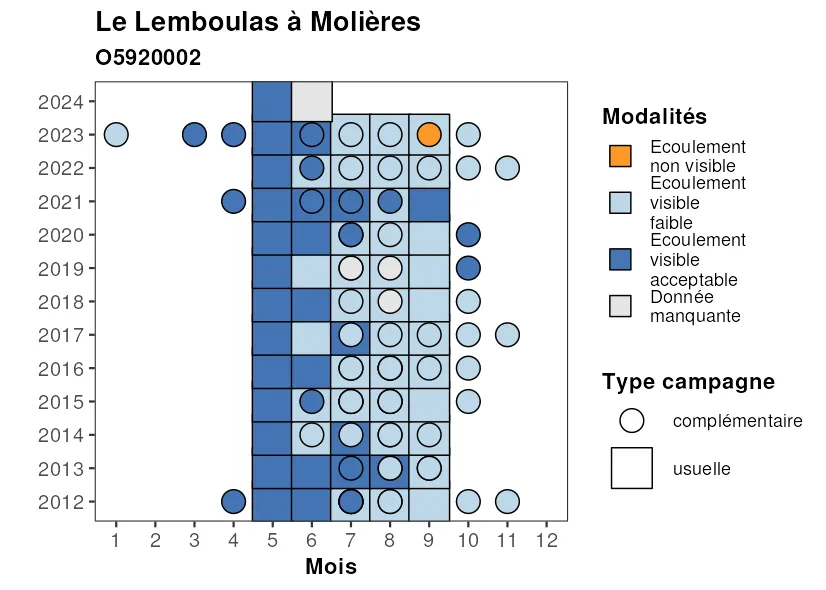 Le Lemboulas à Molières
O5920002
2024
2023
2022
2021
2020
2019
2018
2017
2016
2015
2014
2013
2012
1 2 3 4 5 6 7 8 9 10 11 12
Mois
Modalités
Ecoulement
non visible
Ecoulement
visible
faible
Ecoulement
visible
acceptable
Donnée
manquante
Type campagne
complémentaire
usuelle